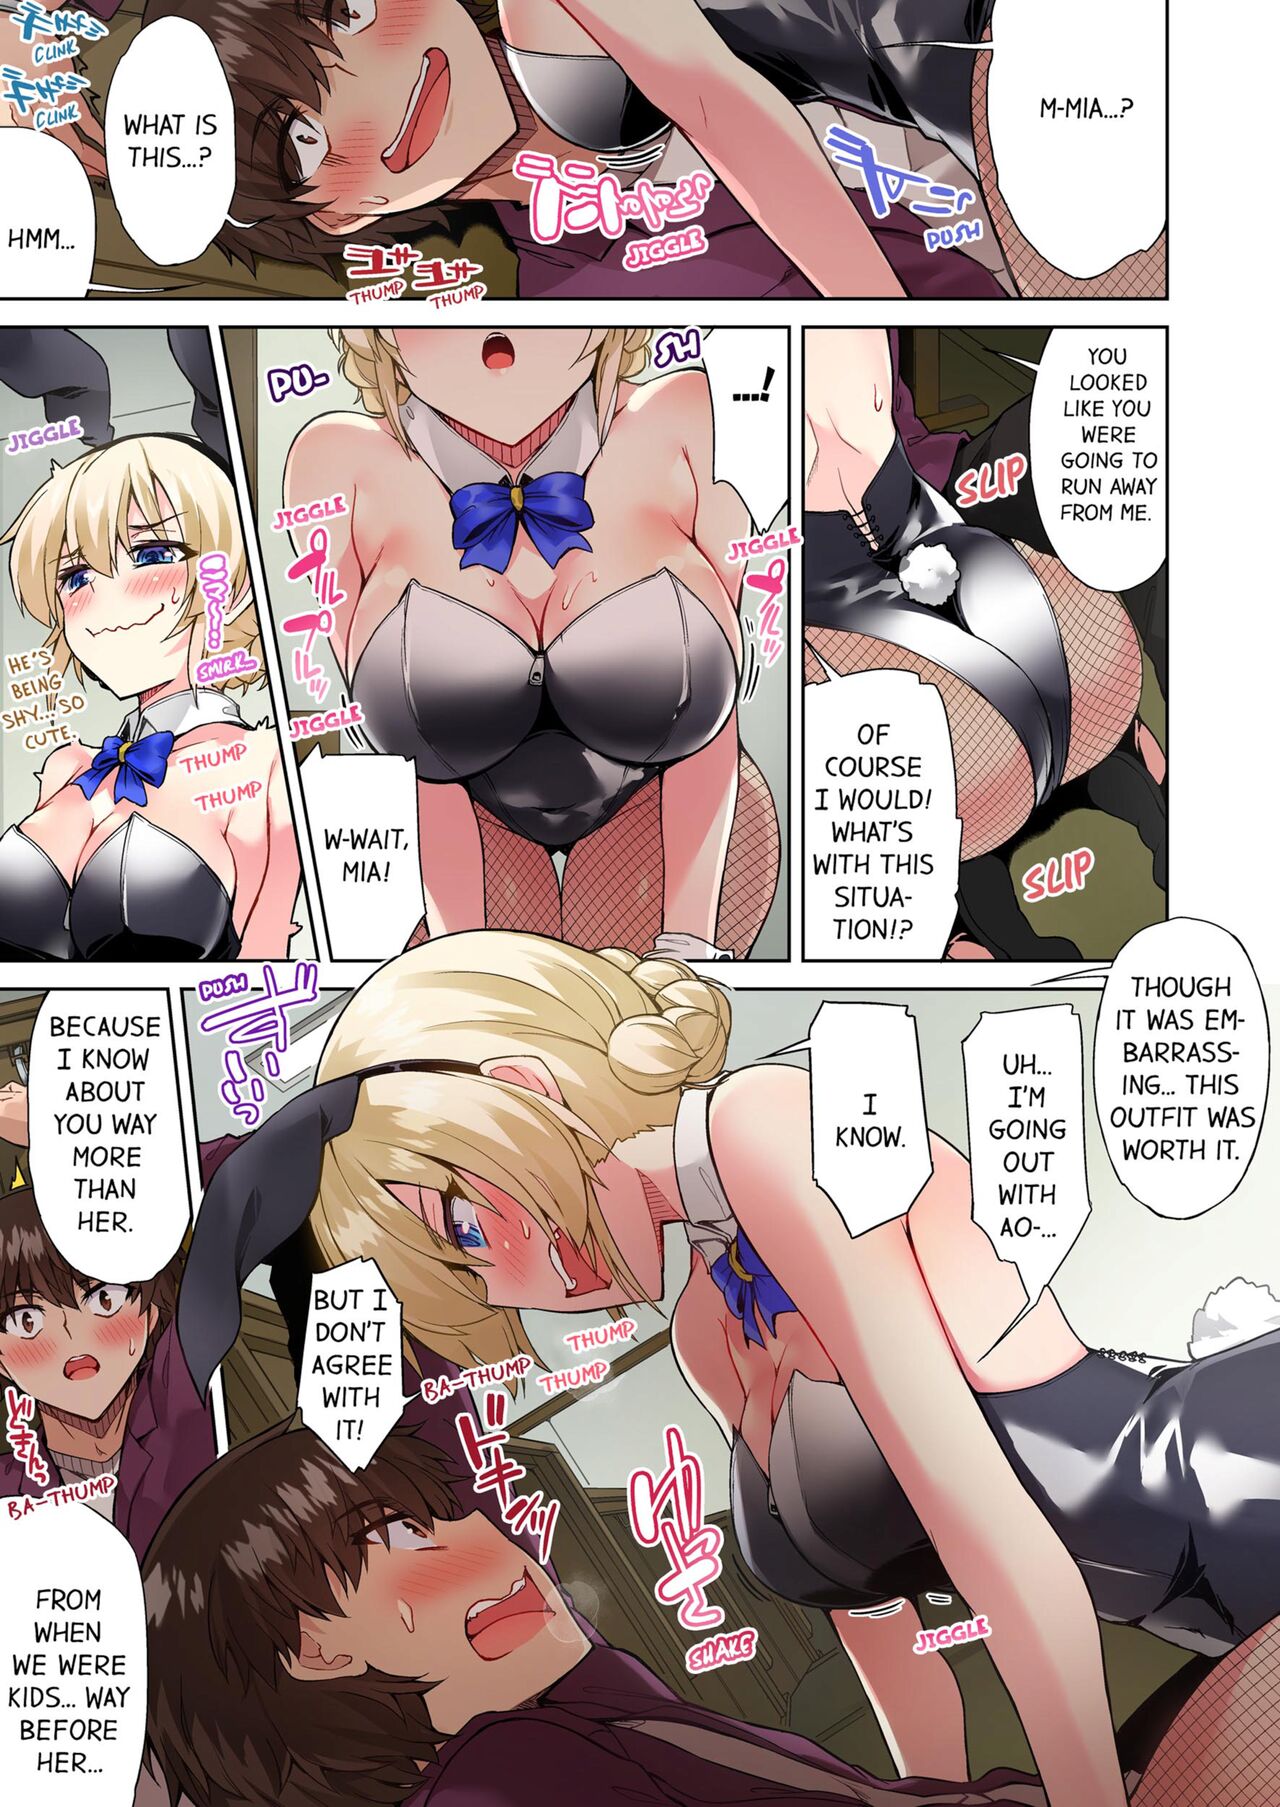 M-MIA...?
PUSH
JIGGLE
WHAT IS
THIS...?
THUMP
THUMP
CLINK
CLINK
HMM...
YOU
LOOKED
LIKE YOU
WERE
GOING TO
RUN AWAY
FROM ME.
SLIP
SLIP
OF
COURSE
I WOULD!
WHAT'S
WITH THIS
SITUA-
TION!?
...!
PU-
SH
JIGGLE
JIGGLE
JIGGLE
W-WAIT,
MIA!
JIGGLE
SMIRK...
HE'S
BEING
SHY... SO
CUTE.
THUMP
THUMP
THOUGH
IT WAS EM-
BARRASS-
ING... THIS
OUTFIT WAS
WORTH IT.
UH...
I'M
GOING
OUT
WITH
AO-...
I
KNOW.
PUSH
BUT I
DON'T
AGREE
WITH
IT!
THUMP
THUMP
BA-THUMP
ドキッ
SHAKE
JIGGLE
BECAUSE
I KNOW
ABOUT
YOU WAY
MORE
THAN
HER.
BA-THUMP
FROM
WHEN
WE WERE
KIDS... WAY
BEFORE
HER...